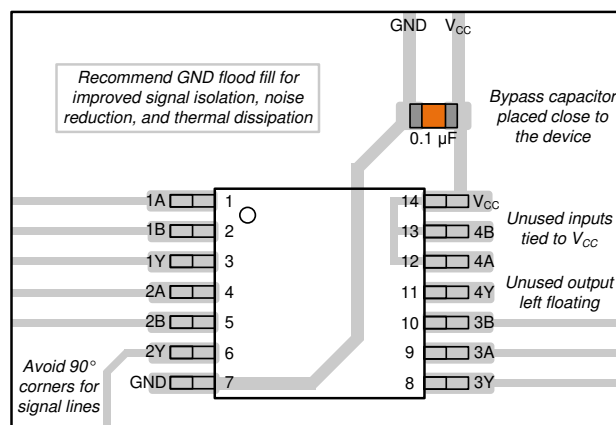 GND V_CC
Recommend GND flood fill for
improved signal isolation, noise
reduction, and thermal dissipation
Bypass capacitor
placed close to
the device
0.1 µF
1A 1 14 V_CC
1B 2 13 4B
Unused inputs
tied to V_CC
1Y 3 12 4A
2A 4 11 4Y
Unused output
left floating
2B 5 10 3B
2Y 6 9 3A
Avoid 90°
corners for
signal lines
GND 7 8 3Y